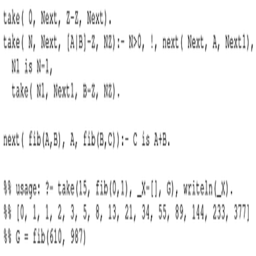 take( 0, Next, Z-Z, Next).
take( N, Next, [A|B]-Z, NZ):- N>0, !, next( Next, A, Next1),
N1 is N-1,
take( N1, Next1, B-Z, NZ).
next( fib(A,B), A, fib(B,C)):- C is A+B.
%% usage: ?- take(15, fib(0,1), _X-[], G), writeln(_X).
%% [0, 1, 1, 2, 3, 5, 8, 13, 21, 34, 55, 89, 144, 233, 377]
%% G = fib(610, 987)